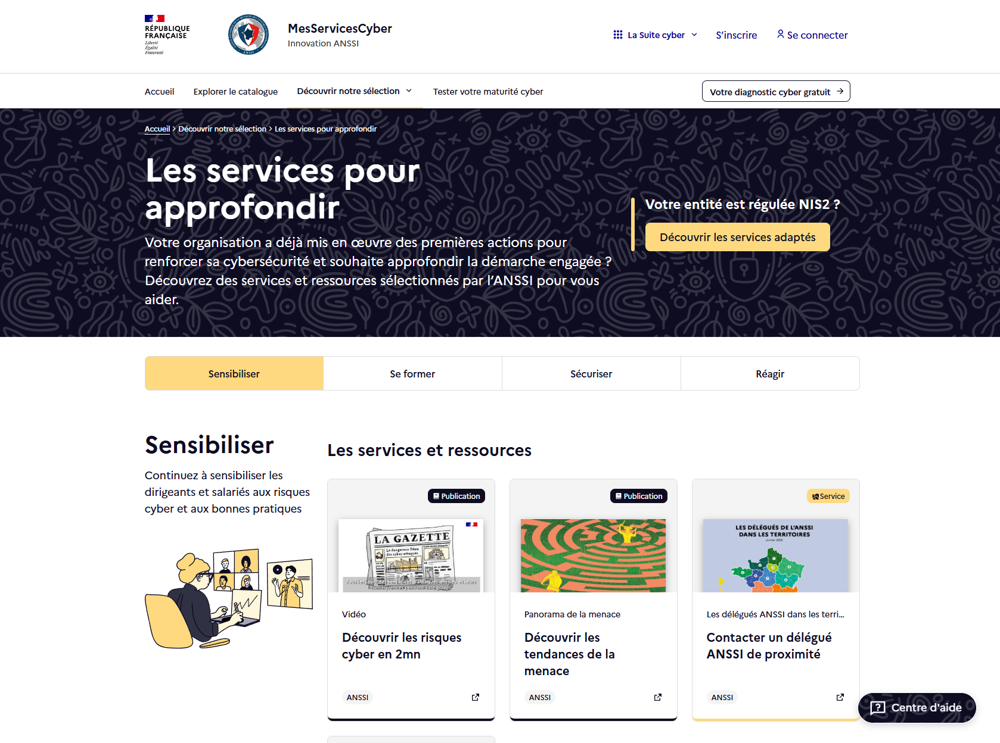 RÉPUBLIQUE
FRANÇAISE
Liberté
Égalité
Fraternité
ANSSI
MesServicesCyber
Innovation ANSSI
La Suite cyber
S’inscrire
Se connecter
Accueil
Explorer le catalogue
Découvrir notre sélection
Tester votre maturité cyber
Votre diagnostic cyber gratuit
Accueil > Découvrir notre sélection > Les services pour approfondir
Les services pour
approfondir
Votre organisation a déjà mis en œuvre des premières actions pour
renforcer sa cybersécurité et souhaite approfondir la démarche engagée ?
Découvrez des services et ressources sélectionnés par l’ANSSI pour vous
aider.
Votre entité est régulée NIS2 ?
Découvrir les services adaptés
Sensibiliser
Se former
Sécuriser
Réagir
Sensibiliser
Continuez à sensibiliser les
dirigeants et salariés aux risques
cyber et aux bonnes pratiques
Les services et ressources
Publication
LA GAZETTE
Le dangereux fléau
des cyber-attaques
Tous les jours des tentatives d'attaques ont lieu et leurs
conséquences peuvent être graves
Vidéo
Découvrir les risques
cyber en 2mn
ANSSI
Publication
Panorama de la menace
Découvrir les
tendances de la
menace
ANSSI
Service
LES DÉLÉGUÉS DE L’ANSSI
DANS LES TERRITOIRES
Janvier 2025
Les délégués ANSSI dans les terri...
Contacter un délégué
ANSSI de proximité
ANSSI
Centre d'aide